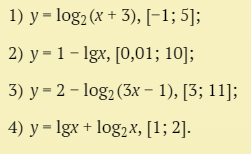 1) y = log₂ (x + 3), [−1; 5];
2) y = 1 − lgx, [0,01; 10];
3) y = 2 − log₂ (3x − 1), [3; 11];
4) y = lgx + log₂ x, [1; 2].